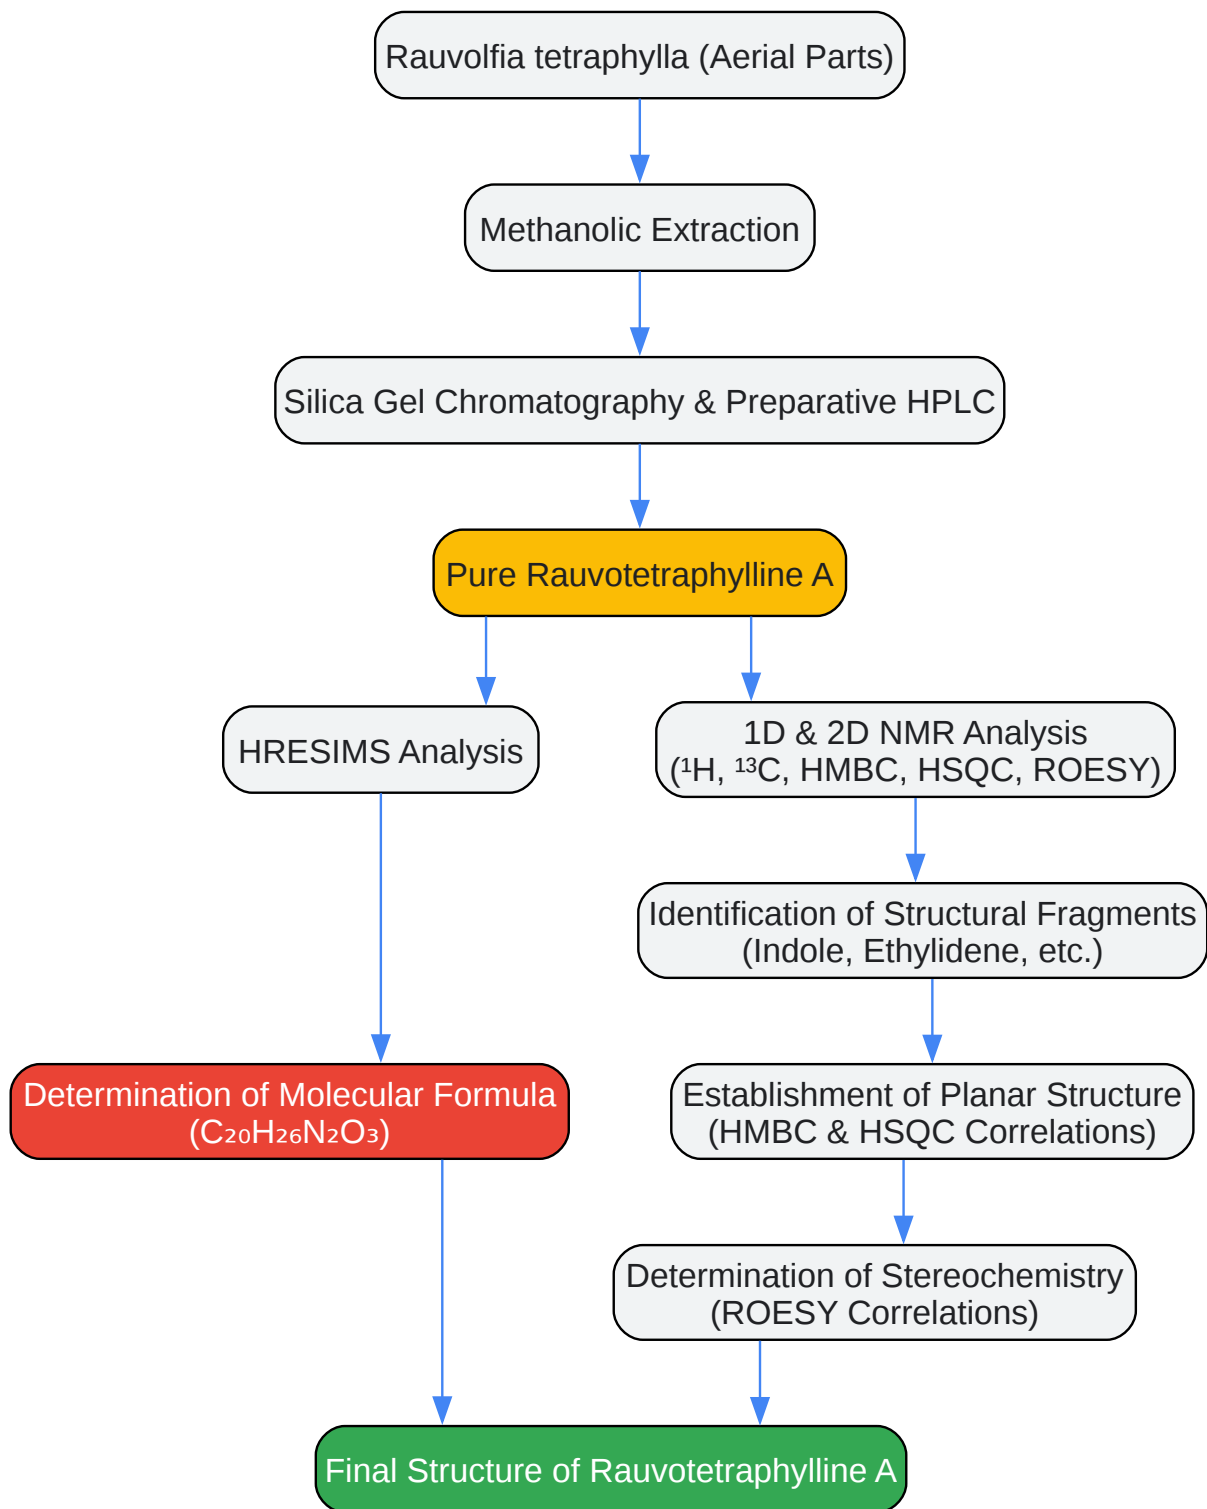 Rauvolfia tetraphylla (Aerial Parts)
Methanolic Extraction
Silica Gel Chromatography & Preparative HPLC
Pure Rauvotetraphylline A
HRESIMS Analysis
1D & 2D NMR Analysis
(¹H, ¹³C, HMBC, HSQC, ROESY)
Identification of Structural Fragments
(Indole, Ethylidene, etc.)
Determination of Molecular Formula
(C₂₀H₂₆N₂O₃)
Establishment of Planar Structure
(HMBC & HSQC Correlations)
Determination of Stereochemistry
(ROESY Correlations)
Final Structure of Rauvotetraphylline A